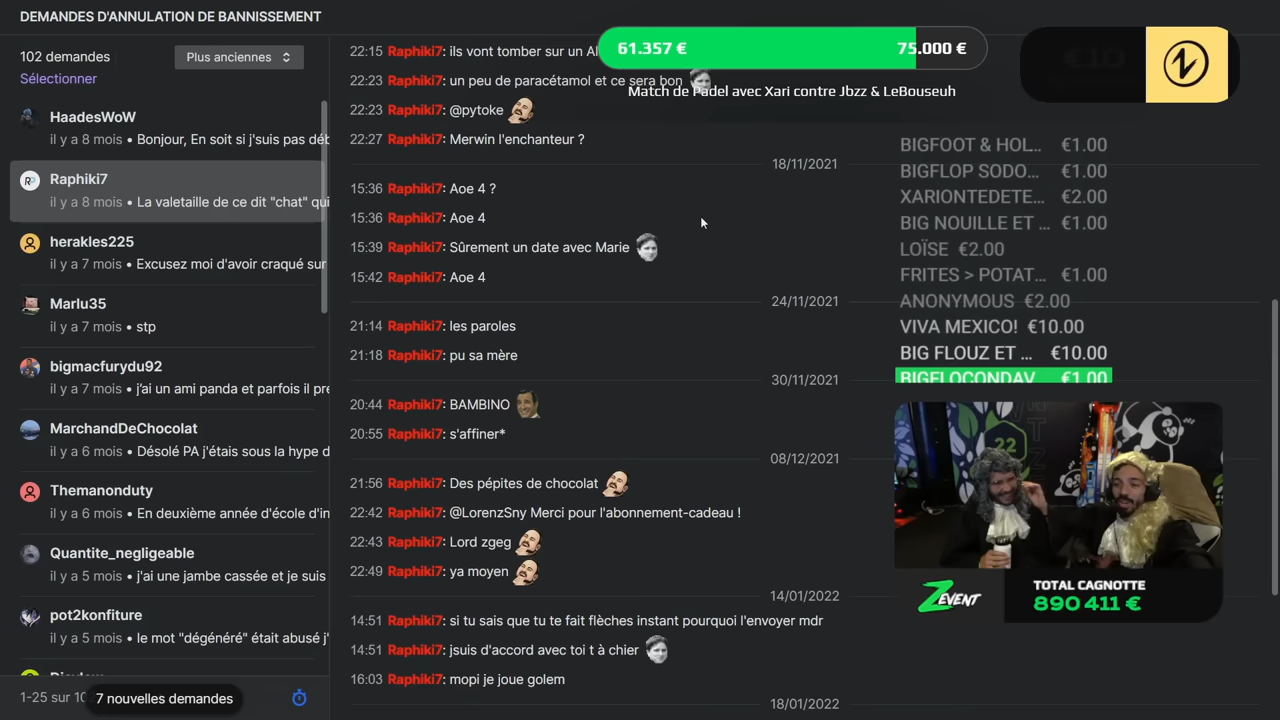 DEMANDES D'ANNULATION DE BANNISSEMENT
102 demandes
Plus anciennes
Sélectionner
HaadesWoW
il y a 8 mois • Bonjour, En soit si j'suis pas déb
Raphiki7
il y a 8 mois • La valetaille de ce dit "chat" qui
herakles225
il y a 7 mois • Excusez moi d'avoir craqué sur
Marlu35
il y a 7 mois • stp
bigmacfurydu92
il y a 7 mois • j'ai un ami panda et parfois il pre
MarchandDeChocolat
il y a 6 mois • Désolé PA j'étais sous la hype d
Themanonduty
il y a 6 mois • En deuxième année d'école d'in
Quantite_negligeable
il y a 5 mois • j'ai une jambe cassée et je suis
pot2konfiture
il y a 5 mois • le mot "dégénéré" était abusé j'
1-25 sur 10
7 nouvelles demandes
22:15 Raphiki7: ils vont tomber sur un Al
22:23 Raphiki7: un peu de paracétamol et ce sera bon
22:23 Raphiki7: @pytoke
22:27 Raphiki7: Merwin l'enchanteur ?
18/11/2021
15:36 Raphiki7: Aoe 4 ?
15:36 Raphiki7: Aoe 4
15:39 Raphiki7: Sûrement un date avec Marie
15:42 Raphiki7: Aoe 4
24/11/2021
21:14 Raphiki7: les paroles
21:18 Raphiki7: pu sa mère
30/11/2021
20:44 Raphiki7: BAMBINO
20:55 Raphiki7: s'affiner*
08/12/2021
21:56 Raphiki7: Des pépites de chocolat
22:42 Raphiki7: @LorenzSny Merci pour l'abonnement-cadeau !
22:43 Raphiki7: Lord zgeg
22:49 Raphiki7: ya moyen
14/01/2022
14:51 Raphiki7: si tu sais que tu te fait flèches instant pourquoi l'envoyer mdr
14:51 Raphiki7: jsuis d'accord avec toi t à chier
16:03 Raphiki7: mopi je joue golem
18/01/2022
61.357 € 75.000 €
Match de Padel avec Xari contre Jbzz & LeBouseuh
€10
BIGFOOT & HOL... €1.00
BIGFLOP SODO... €1.00
XARIONTEDETE... €2.00
BIG NOUILLE ET ... €1.00
LOÏSE €2.00
FRITES > POTAT... €1.00
ANONYMOUS €2.00
VIVA MEXICO! €10.00
BIG FLOUZ ET ... €10.00
BIGFLOCONDAV €1.00
22
ZEVENT
TOTAL CAGNOTTE
890 411 €